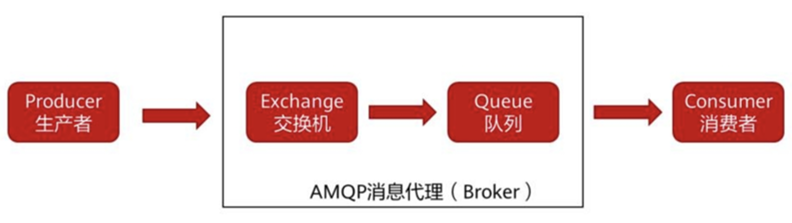 Producer
生产者
Exchange
交换机
Queue
队列
Consumer
消费者
AMQP消息代理（Broker）